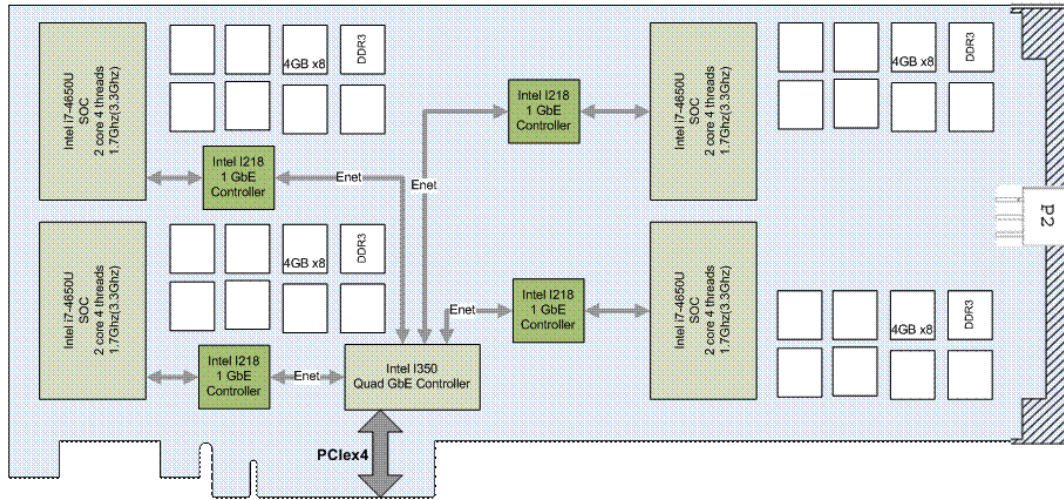 Intel i7-4650U
SOC
2 core 4 threads
1.7Ghz(3.3Ghz)
4GB x8
DDR3
Intel I218
1 GbE
Controller
Enet
Intel I218
1 GbE
Controller
Enet
Intel i7-4650U
SOC
2 core 4 threads
1.7Ghz(3.3Ghz)
4GB x8
DDR3
P2
Intel i7-4650U
SOC
2 core 4 threads
1.7Ghz(3.3Ghz)
4GB x8
DDR3
Intel I218
1 GbE
Controller
Enet
Intel I350
Quad GbE Controller
Enet
Intel I218
1 GbE
Controller
Intel i7-4650U
SOC
2 core 4 threads
1.7Ghz(3.3Ghz)
4GB x8
DDR3
PCIex4